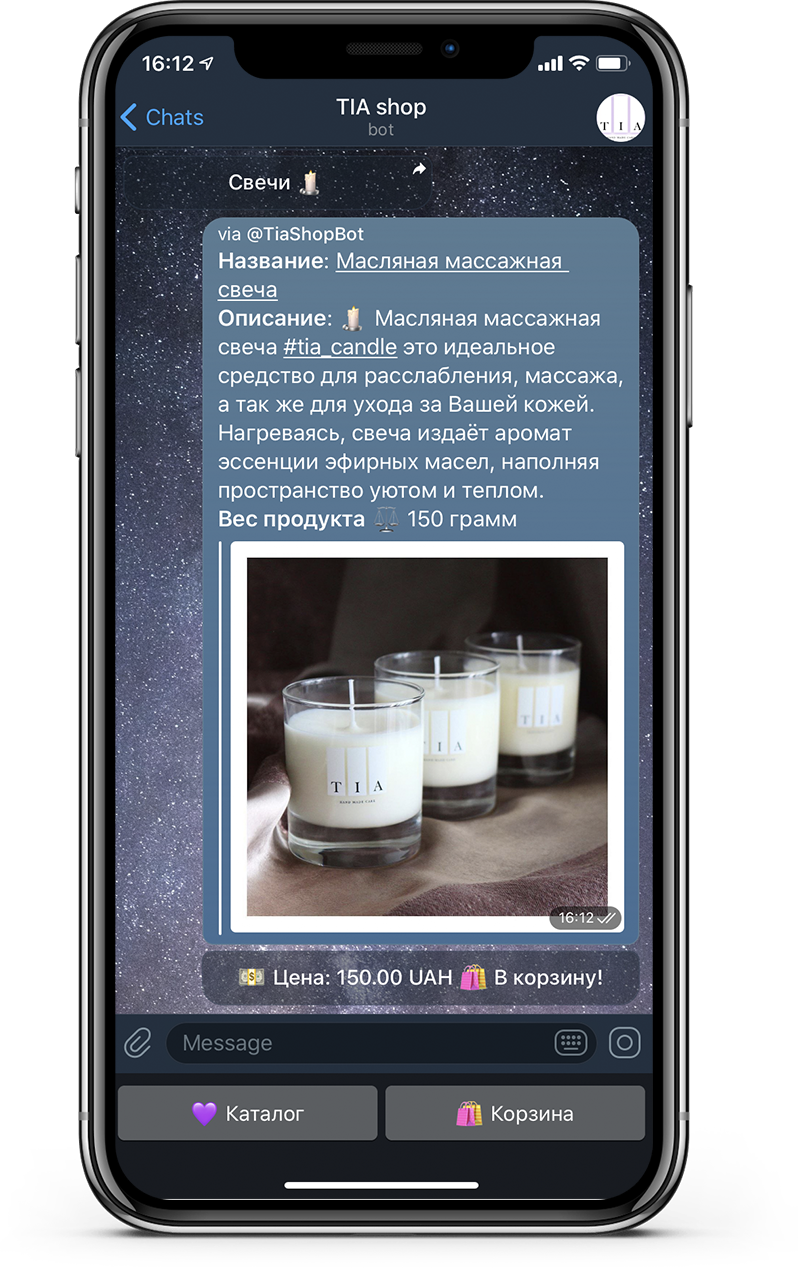 16:12
Chats
TIA shop
bot
TIA
Свечи 🕯️
via @TiaShopBot
Название: Масляная массажная
свеча
Описание: 🕯️ Масляная массажная
свеча #tia_candle это идеальное
средство для расслабления, массажа,
а так же для ухода за Вашей кожей.
Нагреваясь, свеча издаёт аромат
эссенции эфирных масел, наполняя
пространство уютом и теплом.
Вес продукта ⚖️ 150 грамм
TIA
TIA
TIA
HAND MADE CARE
16:12
💵 Цена: 150.00 UAH 🛍️ В корзину!
Message
💜 Каталог
🛍️ Корзина